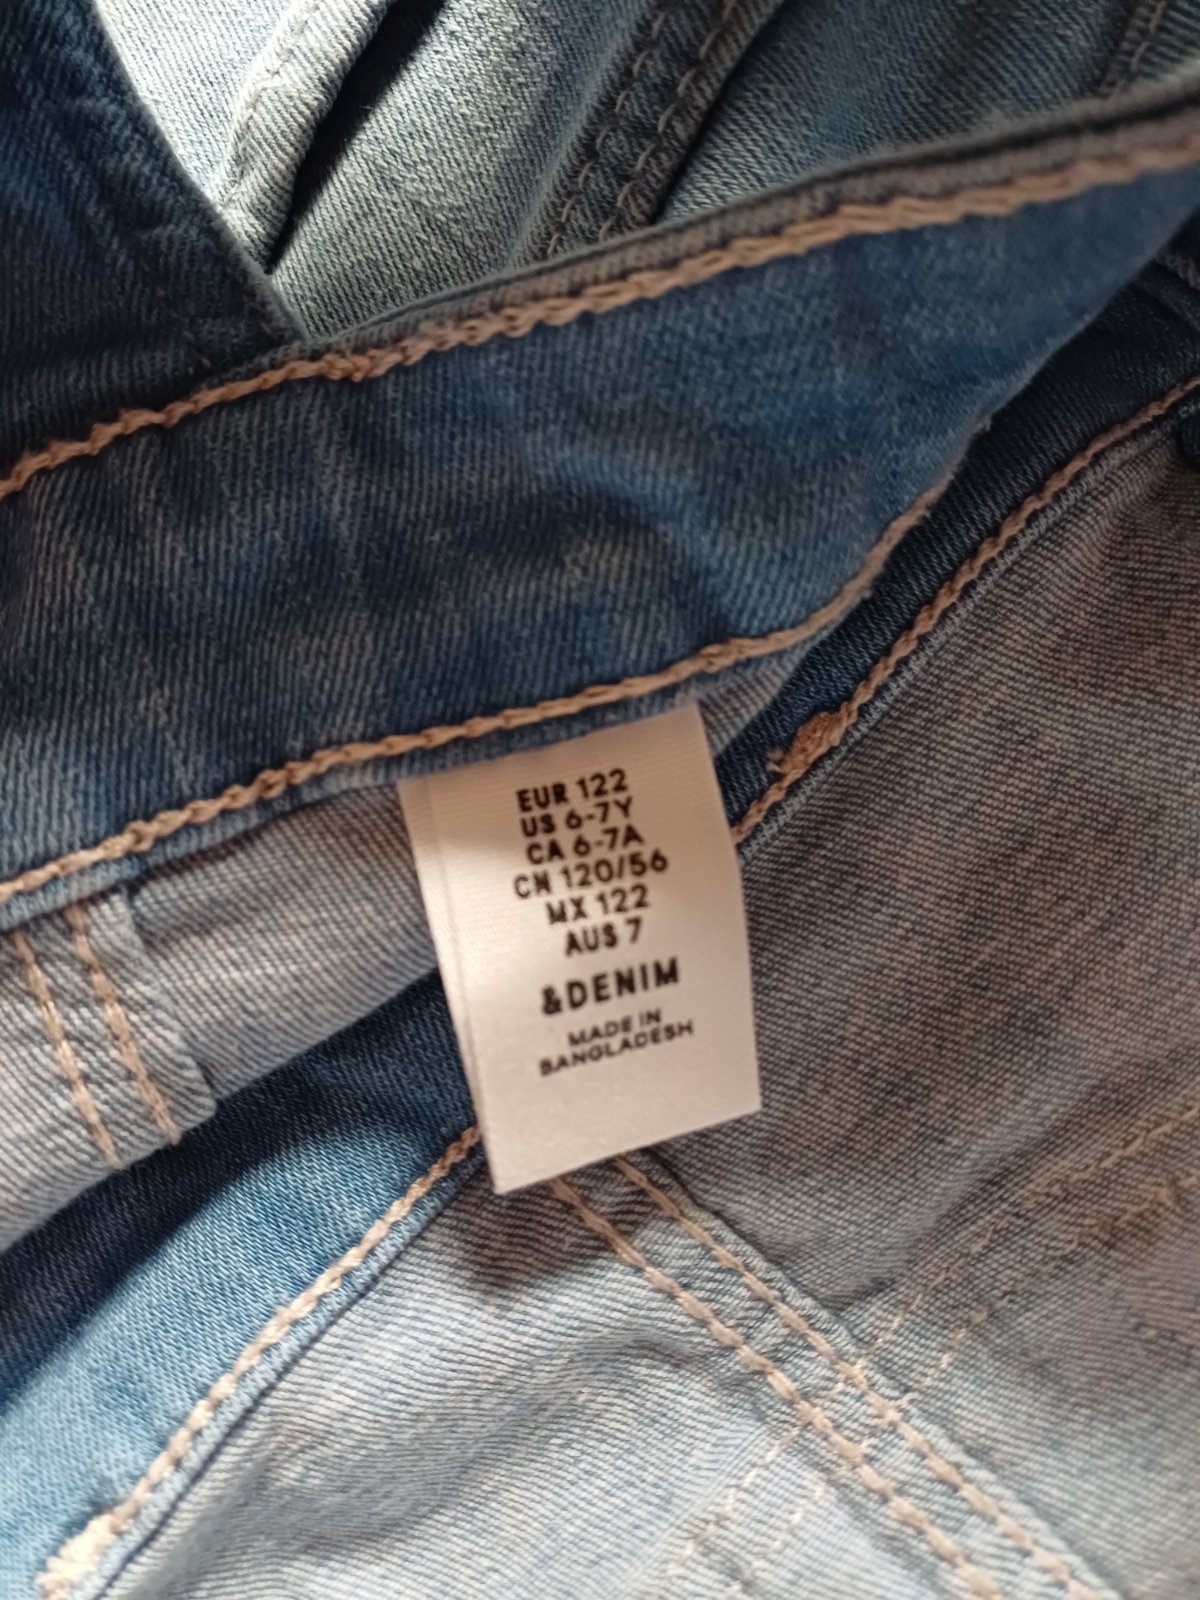 EUR 122
US 6-7Y
CA 6-7A
CN 120/56
MX 122
AUS 7
&DENIM
MADE IN
BANGLADESH